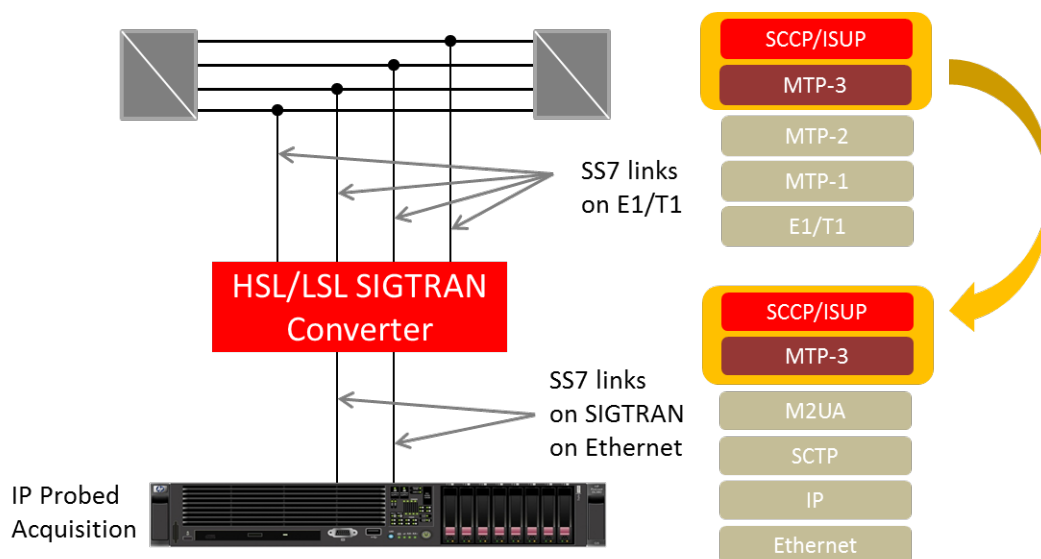 SCCP/ISUP
MTP-3
MTP-2
MTP-1
E1/T1
SS7 links
on E1/T1
HSL/LSL SIGTRAN
Converter
SS7 links
on SIGTRAN
on Ethernet
SCCP/ISUP
MTP-3
M2UA
SCTP
IP
Ethernet
IP Probed
Acquisition